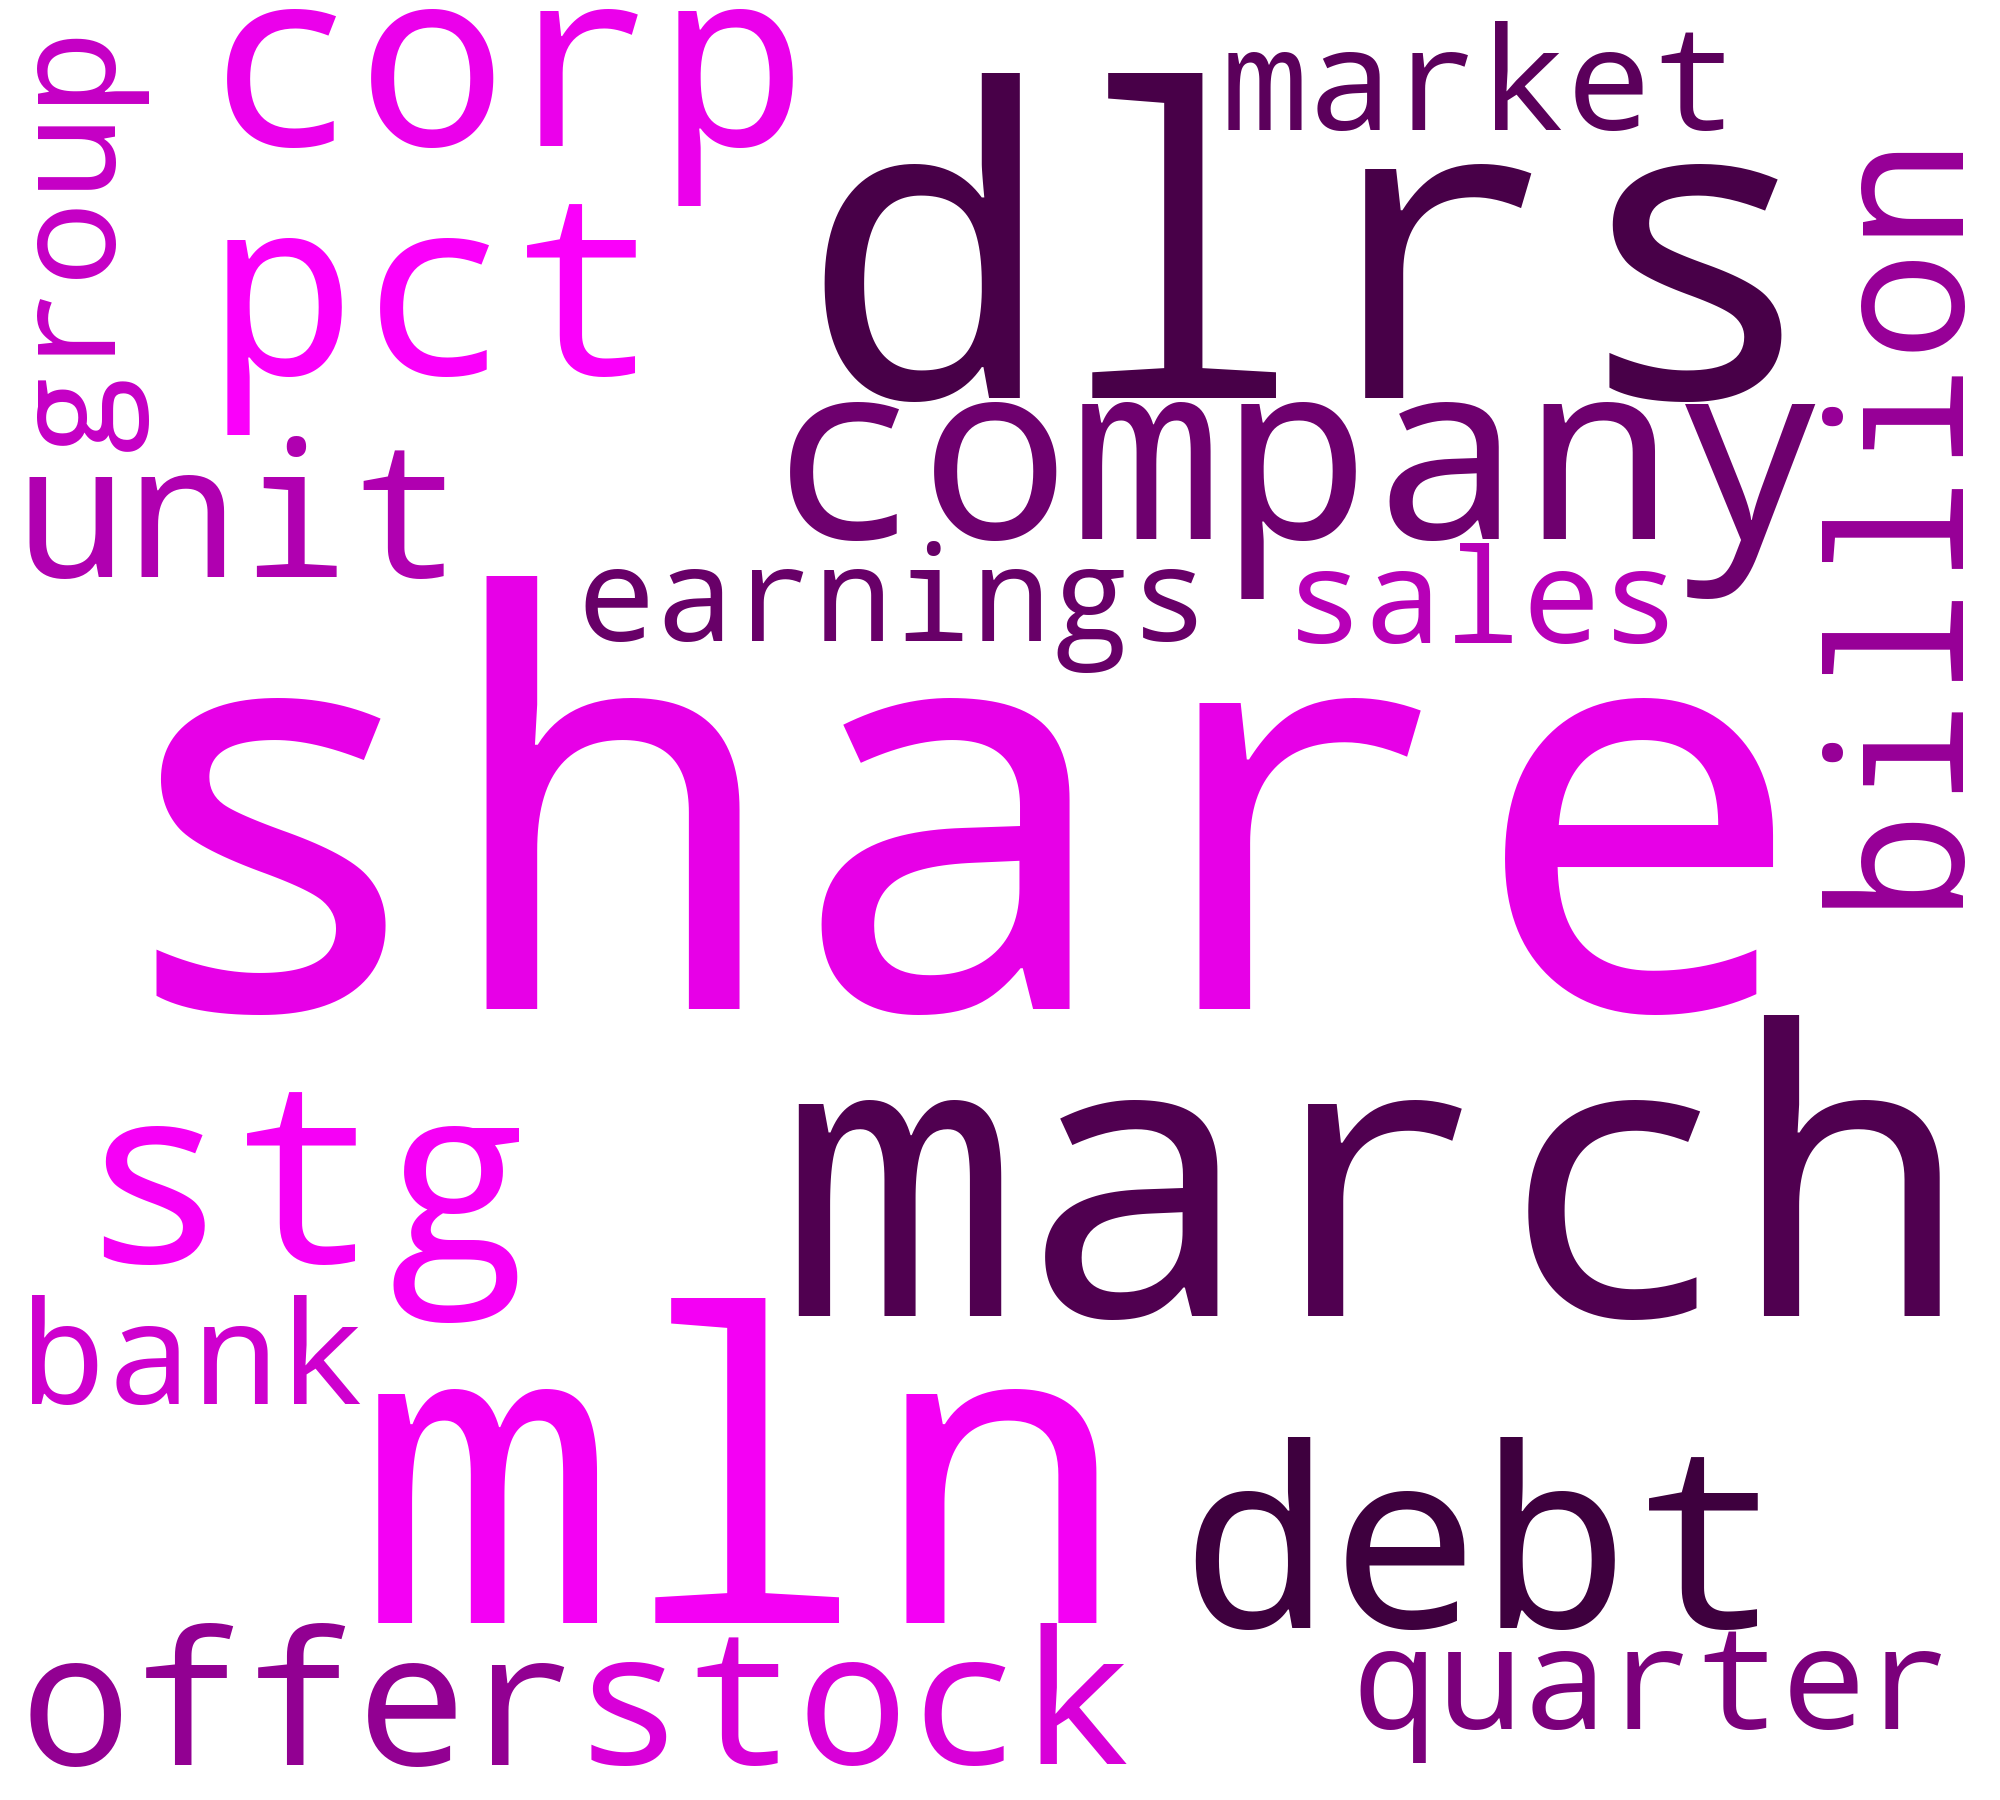 corp
market
group
dlrs
pct
billion
company
unit
earnings
sales
share
march
stg
bank
mln
debt
offer
stock
quarter